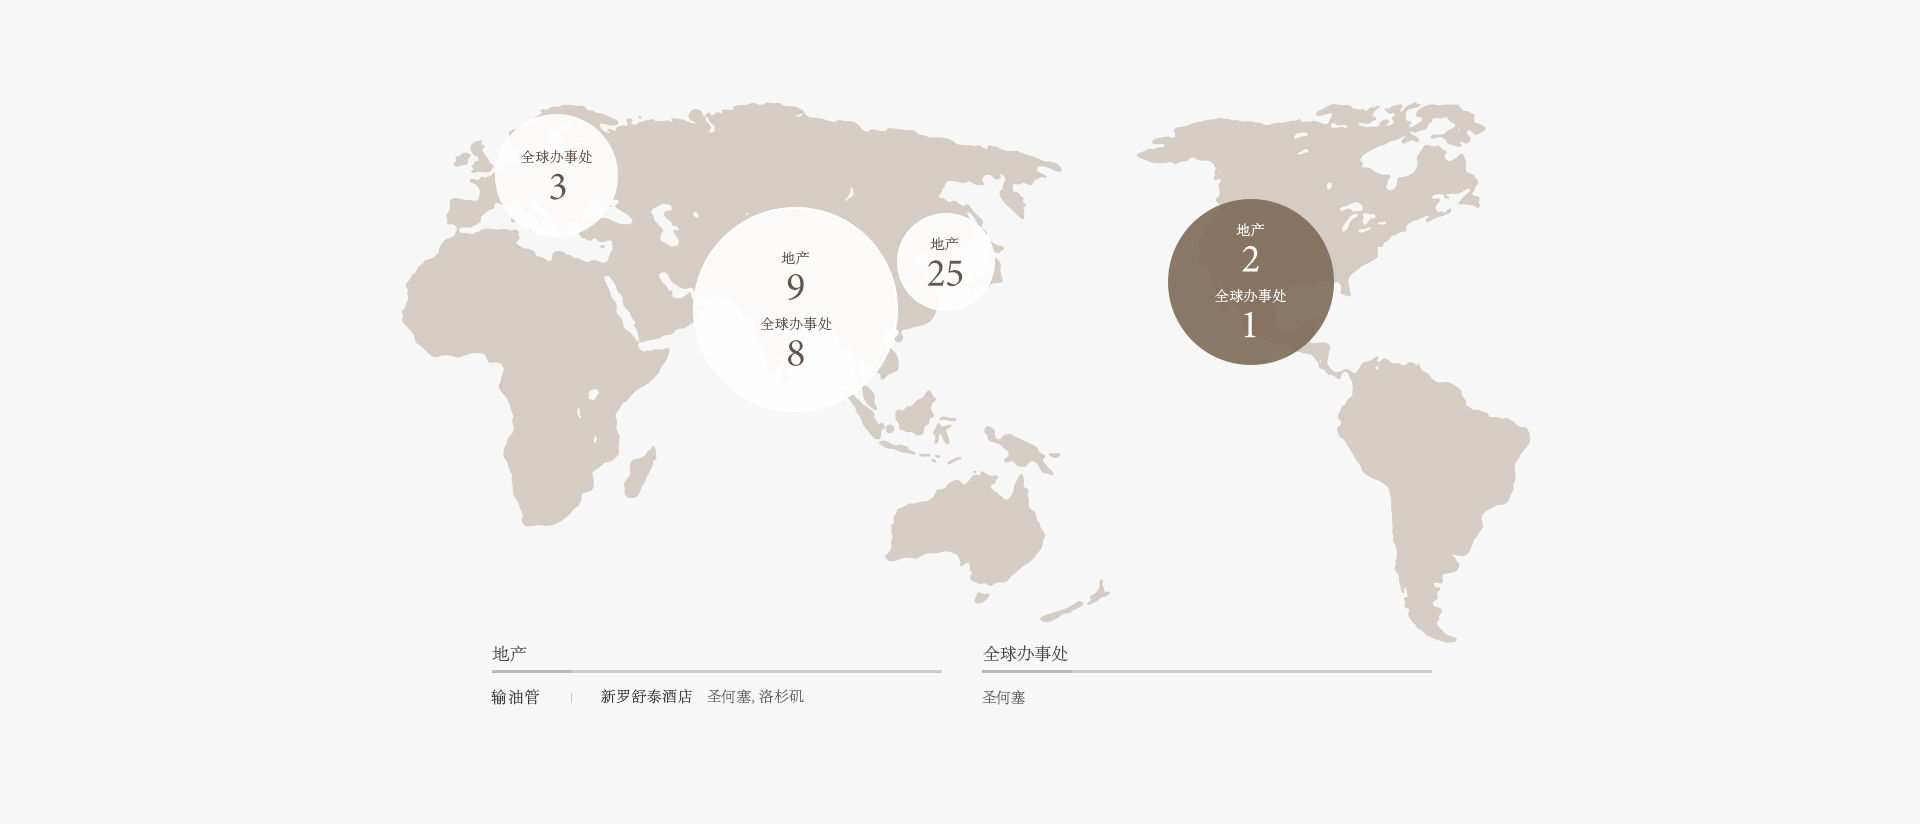 全球办事处
3
地产
9
全球办事处
8
地产
25
地产
2
全球办事处
1
地产
输油管
新罗舒泰酒店 圣何塞, 洛杉矶
全球办事处
圣何塞